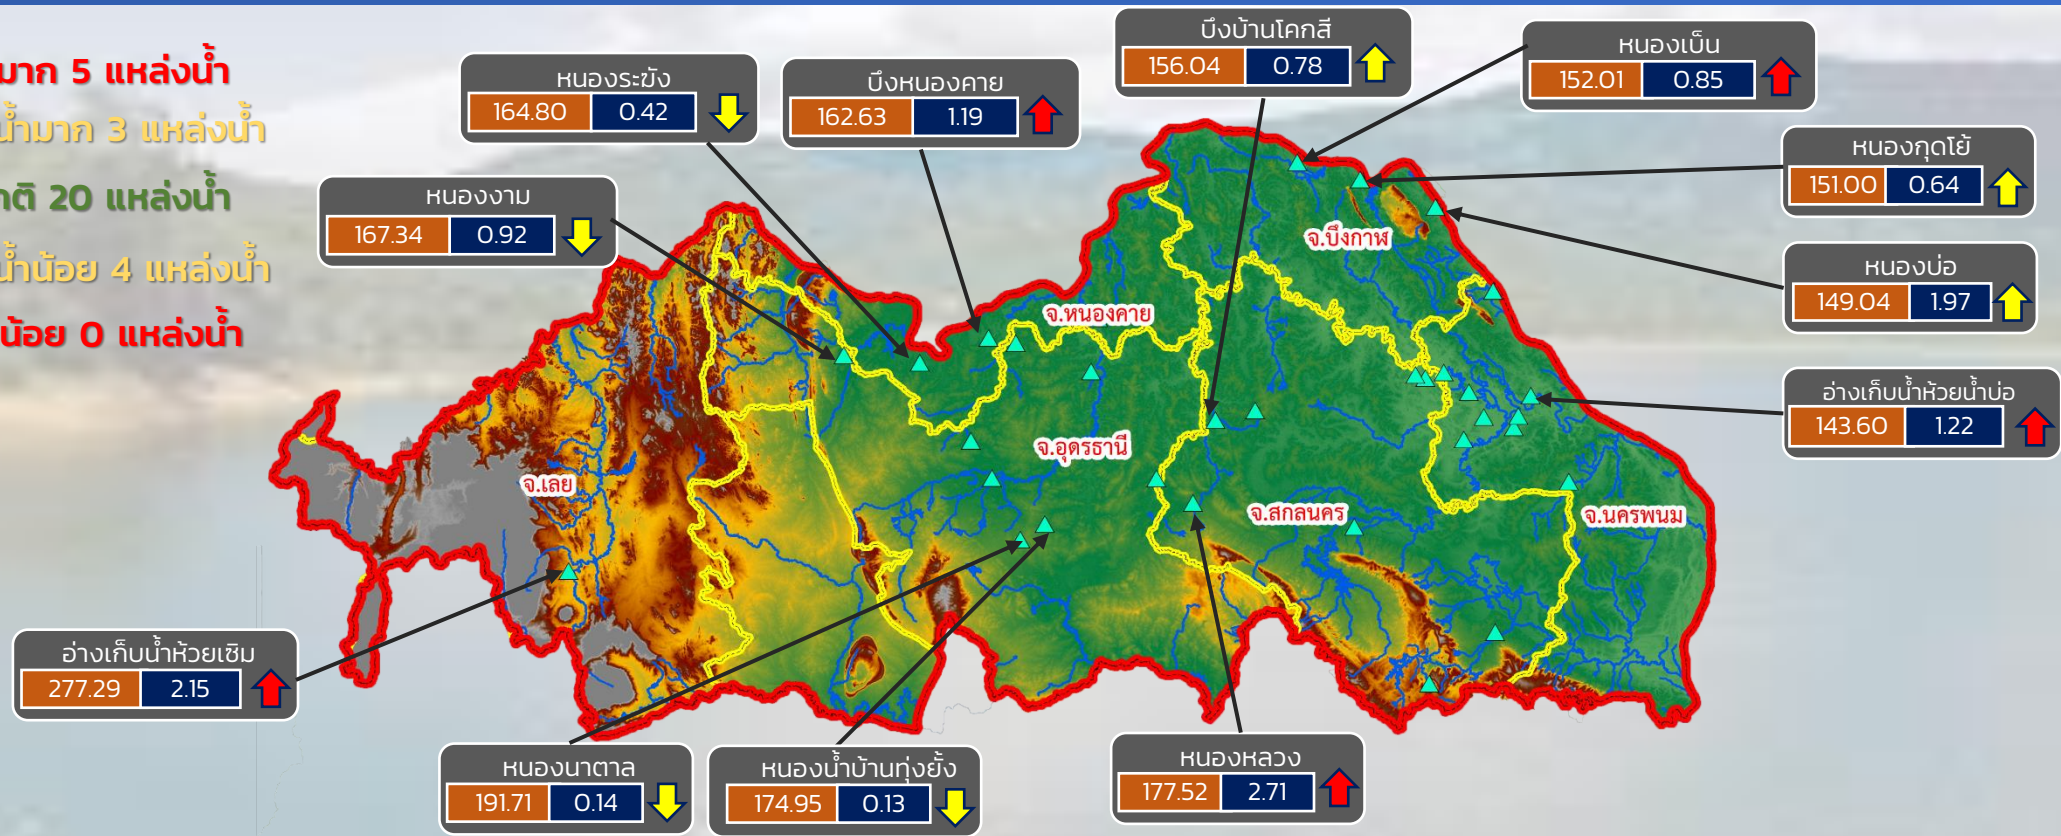 มาก 5 แหล่งน้ำ
น้ำมาก 3 แหล่งน้ำ
20 แหล่งน้ำ
น้ำน้อย 4 แหล่งน้ำ
น้อย 0 แหล่งน้ำ
หนองระฆัง
164.80 0.42
บึงหนองคาย
162.63 1.19
บึงบ้านโคกสี
156.04 0.78
หนองเบ็น
152.01 0.85
หนองกุดโย้
151.00 0.64
หนองงาม
167.34 0.92
หนองบ่อ
149.04 1.97
อ่างเก็บน้ำห้วยน้ำบ่อ
143.60 1.22
จ.บึงกาฬ
จ.หนองคาย
จ.อุดรธานี
จ.เลย
จ.สกลนคร
จ.นครพนม
อ่างเก็บน้ำห้วยเซิม
277.29 2.15
หนองนาตาล
191.71 0.14
หนองน้ำบ้านทุ่งยั้ง
174.95 0.13
หนองหลวง
177.52 2.71